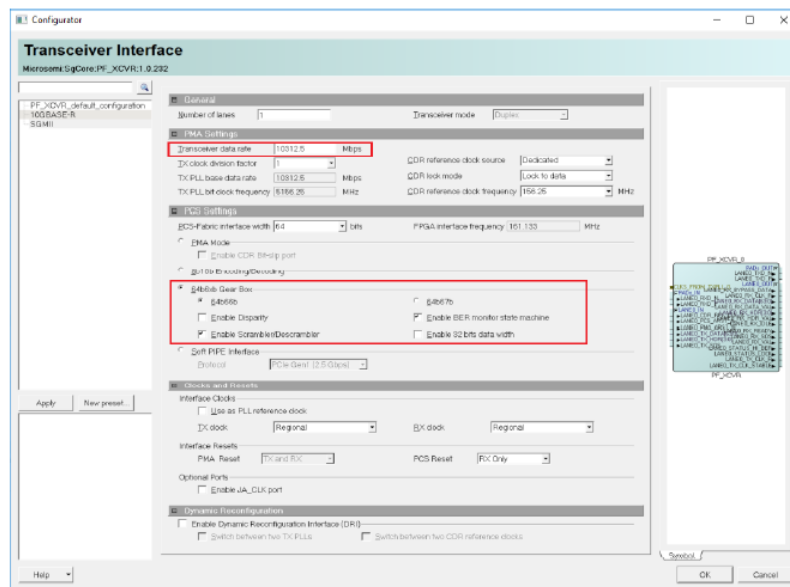 Configurator
Transceiver Interface
Microsemi:SgCore:PF_XCVR:1.0.232
PF_XCVR_default_configuration
10GBASE-R
SGMII
Apply
New preset...
General
Number of lanes 1 Transceiver mode Duplex
PMA Settings
Transceiver data rate 10312.5 Mbps
TX clock division factor 1
TX PLL base data rate 10312.5 Mbps
TX PLL bit clock frequency 5156.25 MHz
CDR reference clock source Dedicated
CDR lock mode Lock to data
CDR reference clock frequency 156.25 MHz
PCS Settings
PCS-Fabric interface width 64 bits FPGA interface frequency 161.133 MHz
PMA Mode
Enable CDR Bit-slip port
8b10b Encoding/Decoding
64b6xb Gear Box
64b66b 64b67b
Enable Disparity Enable BER monitor state machine
Enable Scrambler/Descrambler Enable 32 bits data width
Soft PIPE Interface
Protocol PCIe Gen1 (2.5 Gbps)
Clocks and Resets
Interface Clocks
Use as PLL reference clock
TX clock Regional RX clock Regional
Interface Resets
PMA Reset TX and RX PCS Reset RX Only
Optional Ports
Enable JA_CLK port
Dynamic Reconfiguration
Enable Dynamic Reconfiguration Interface (DRI)
Switch between two TX PLLs Switch between two CDR reference clocks
PF_XCVR_0
PF_XCVR
Symbol
Help
OK Cancel